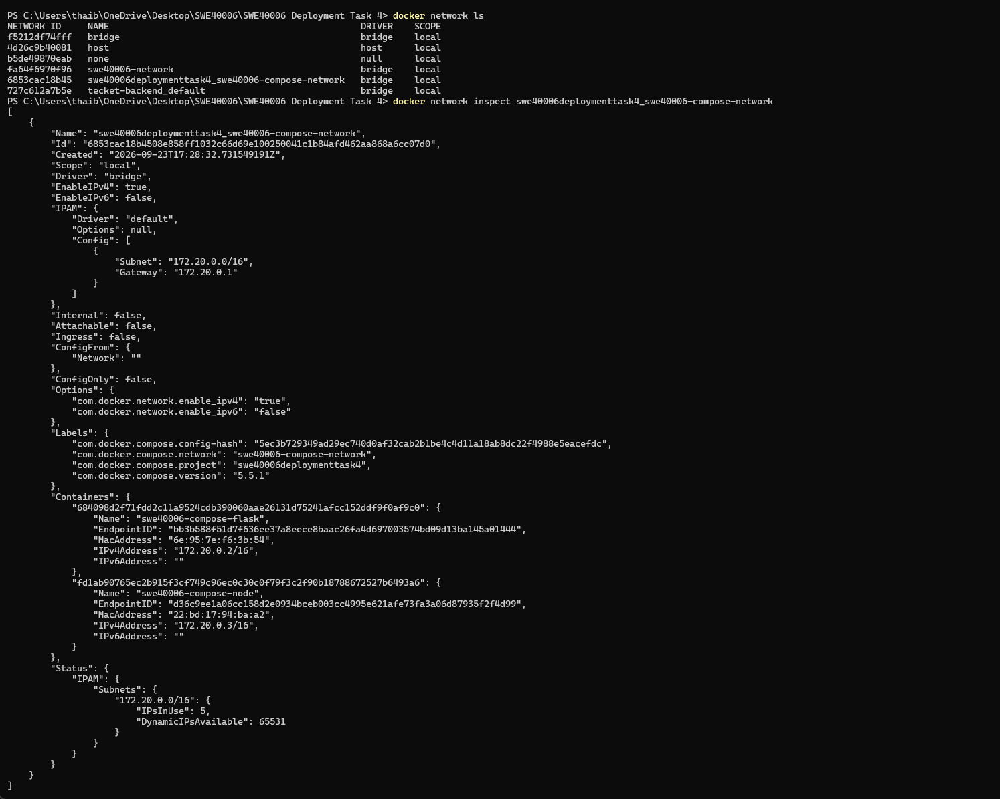 PS C:\Users\thaib\OneDrive\Desktop\SWE40006\SWE40006 Deployment Task 4> docker network ls
NETWORK ID     NAME                                               DRIVER    SCOPE
f5212df74fff   bridge                                             bridge    local
4d26c9b40081   host                                               host      local
b5de49870eab   none                                               null      local
fa64f6970f96   swe40006-network                                   bridge    local
6853cac18b45   swe40006deploymenttask4_swe40006-compose-network   bridge    local
727c612a7b5e   tecket-backend_default                             bridge    local
PS C:\Users\thaib\OneDrive\Desktop\SWE40006\SWE40006 Deployment Task 4> docker network inspect swe40006deploymenttask4_swe40006-compose-network
[
    {
        "Name": "swe40006deploymenttask4_swe40006-compose-network",
        "Id": "6853cac18b4508e858ff1032c66d69e100250041c1b84afd462aa868a6cc07d0",
        "Created": "2026-09-23T17:28:32.731549191Z",
        "Scope": "local",
        "Driver": "bridge",
        "EnableIPv4": true,
        "EnableIPv6": false,
        "IPAM": {
            "Driver": "default",
            "Options": null,
            "Config": [
                {
                    "Subnet": "172.20.0.0/16",
                    "Gateway": "172.20.0.1"
                }
            ]
        },
        "Internal": false,
        "Attachable": false,
        "Ingress": false,
        "ConfigFrom": {
            "Network": ""
        },
        "ConfigOnly": false,
        "Options": {
            "com.docker.network.enable_ipv4": "true",
            "com.docker.network.enable_ipv6": "false"
        },
        "Labels": {
            "com.docker.compose.config-hash": "5ec3b729349ad29ec740d0af32cab2b1be4c4d11a18ab8dc22f4988e5eacefdc",
            "com.docker.compose.network": "swe40006-compose-network",
            "com.docker.compose.project": "swe40006deploymenttask4",
            "com.docker.compose.version": "5.5.1"
        },
        "Containers": {
            "684098d2f71fdd2c11a9524cdb390060aae26131d75241afcc152ddf9f0af9c0": {
                "Name": "swe40006-compose-flask",
                "EndpointID": "bb3b588f51d7f636ee37a8eece8baac26fa4d697003574bd09d13ba145a01444",
                "MacAddress": "6e:95:7e:f6:3b:54",
                "IPv4Address": "172.20.0.2/16",
                "IPv6Address": ""
            },
            "fd1ab90765ec2b915f3cf749c96ec0c30c0f79f3c2f90b18788672527b6493a6": {
                "Name": "swe40006-compose-node",
                "EndpointID": "d36c9ee1a06cc158d2e0934bceb003cc4995e621afe73fa3a06d87935f2f4d99",
                "MacAddress": "22:bd:17:94:ba:a2",
                "IPv4Address": "172.20.0.3/16",
                "IPv6Address": ""
            }
        },
        "Status": {
            "IPAM": {
                "Subnets": {
                    "172.20.0.0/16": {
                        "IPsInUse": 5,
                        "DynamicIPsAvailable": 65531
                    }
                }
            }
        }
    }
]